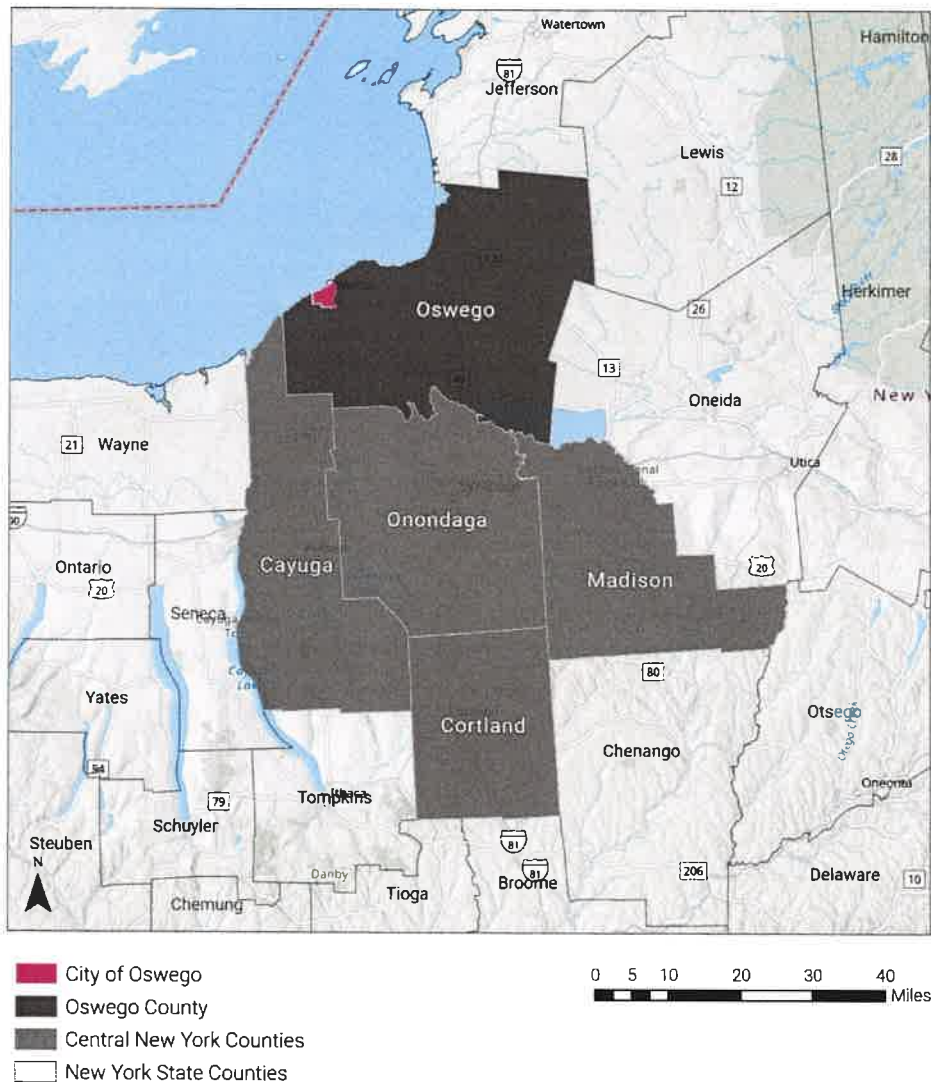 Watertown
Hamilton
81
Jefferson
Lewis
28
12
Oswego
Herkimer
26
13
Oneida
New Y
21
Wayne
Utica
Onondaga
Cayuga
Ontario
20
Madison
20
Seneca
80
Yates
Otsego
Cortland
Chenango
54
Oneonta
79
Tompkins
Ithaca
Schuyler
Steuben
81
N
81
206
Danby
Broome
Delaware
10
Tioga
Chemung
City of Oswego
Oswego County
Central New York Counties
New York State Counties
0 5 10 20 30 40
Miles